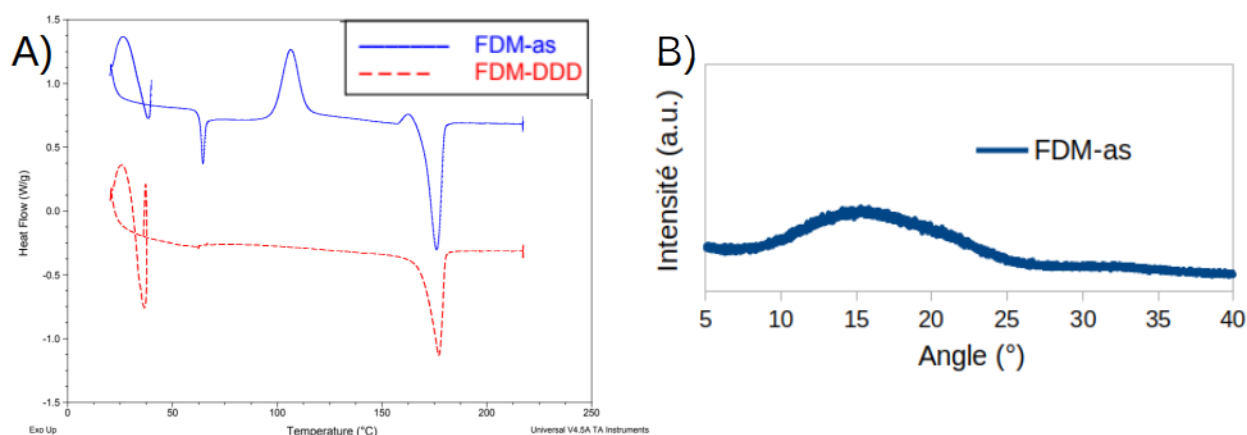 A)
FDM-as
FDM-DDD
1.5
1.0
0.5
0.0
-0.5
-1.0
-1.5
Heat Flow (W/g)
0
50
100
150
200
250
Exo Up
Temperature (°C)
Universal V4.5A TA Instruments
B)
FDM-as
Intensité (a.u.)
5
10
15
20
25
30
35
40
Angle (°)